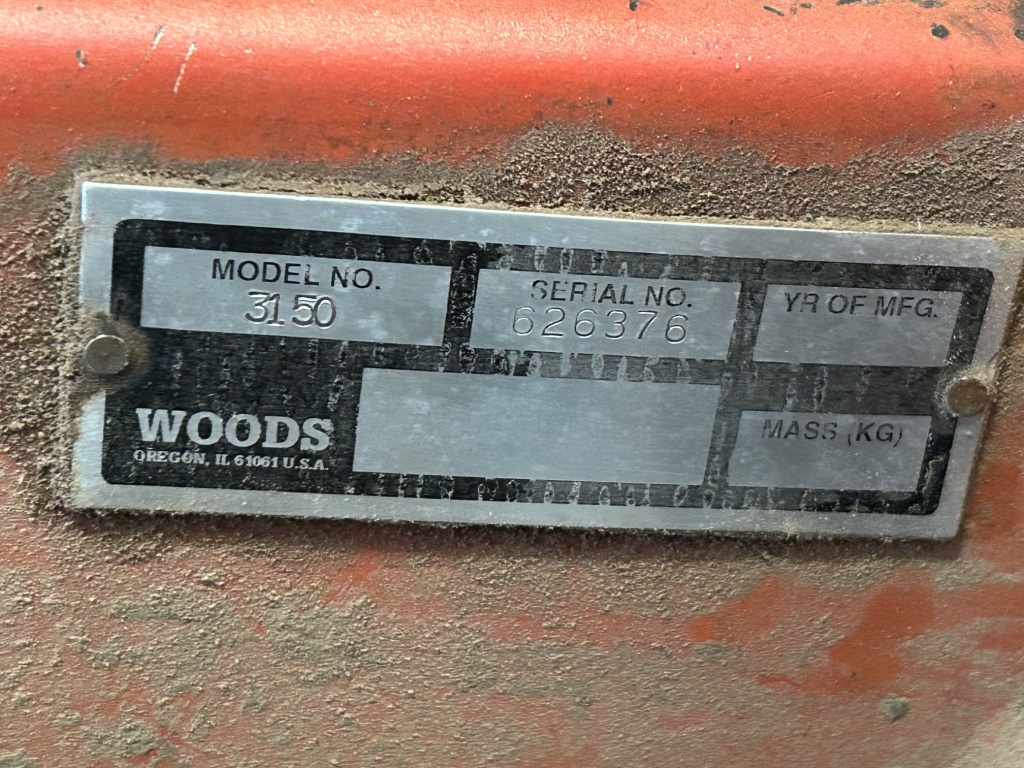 MODEL NO.
3150
SERIAL NO.
626376
YR OF MFG.
WOODS
OREGON, IL 61061 U.S.A.
MASS (KG)